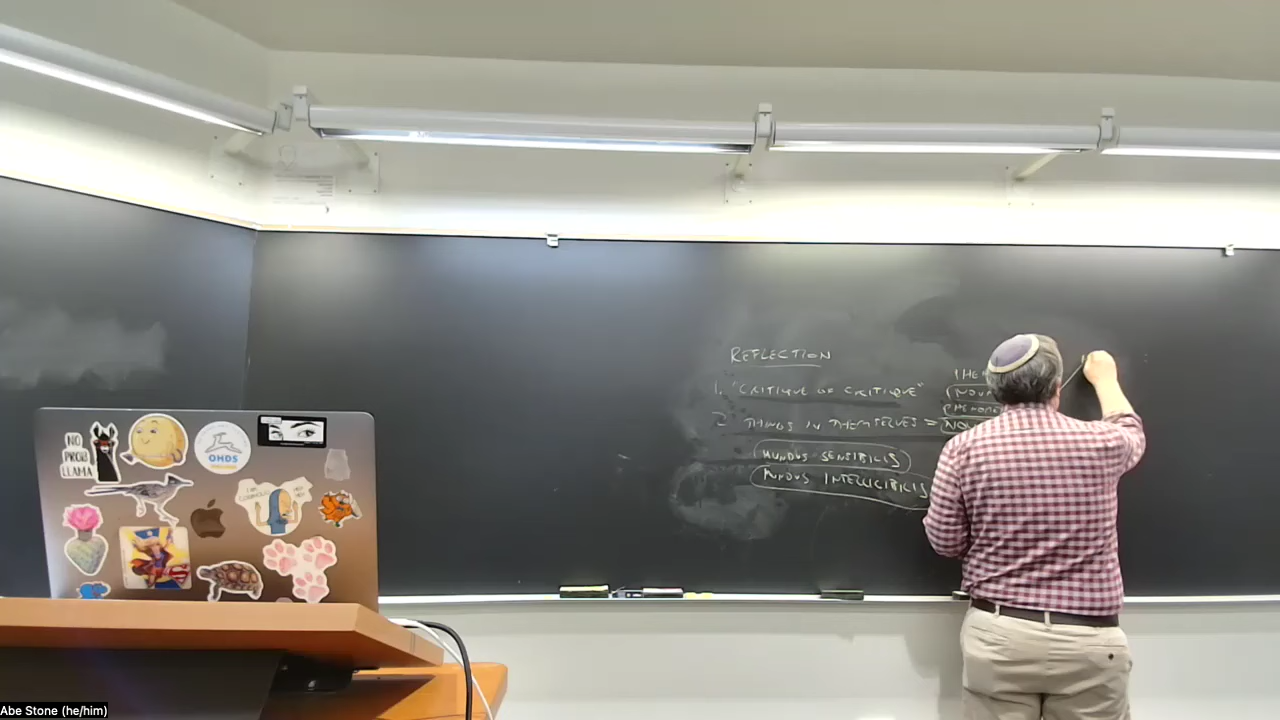 REFLECTION
1. "CRITIQUE OF CRITIQUE"
2 THINGS IN THEMSELVES =
MUNDUS SENSIBILIS
MUNDUS INTELLIGIBILIS
NO
PROB
LLAMA
OHDS
Abe Stone (he/him)